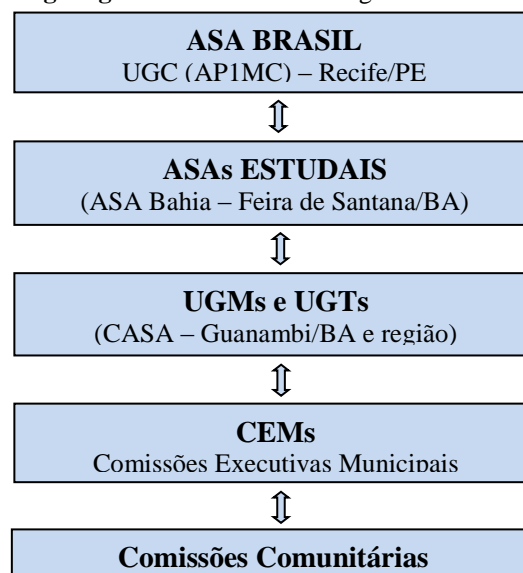 ASA BRASIL
UGC (AP1MC) – Recife/PE
ASAs ESTUDAIS
(ASA Bahia – Feira de Santana/BA)
UGMs e UGTs
(CASA – Guanambi/BA e região)
CEMs
Comissões Executivas Municipais
Comissões Comunitárias